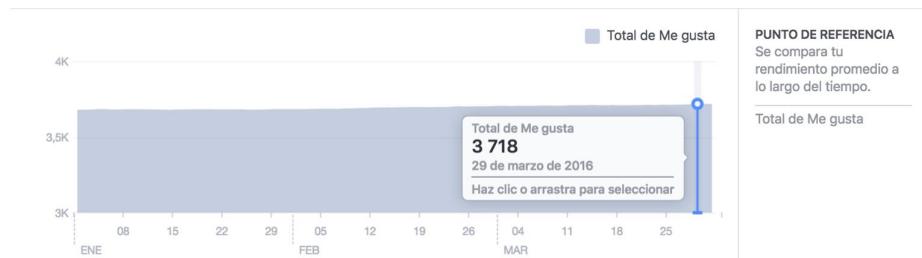 Total de Me gusta
4K
3,5K
3K
Total de Me gusta
3 718
29 de marzo de 2016
Haz clic o arrastra para seleccionar
08 15 22 29 05 12 19 26 04 11 18 25
ENE FEB MAR
PUNTO DE REFERENCIA
Se compara tu
rendimiento promedio a
lo largo del tiempo.
Total de Me gusta